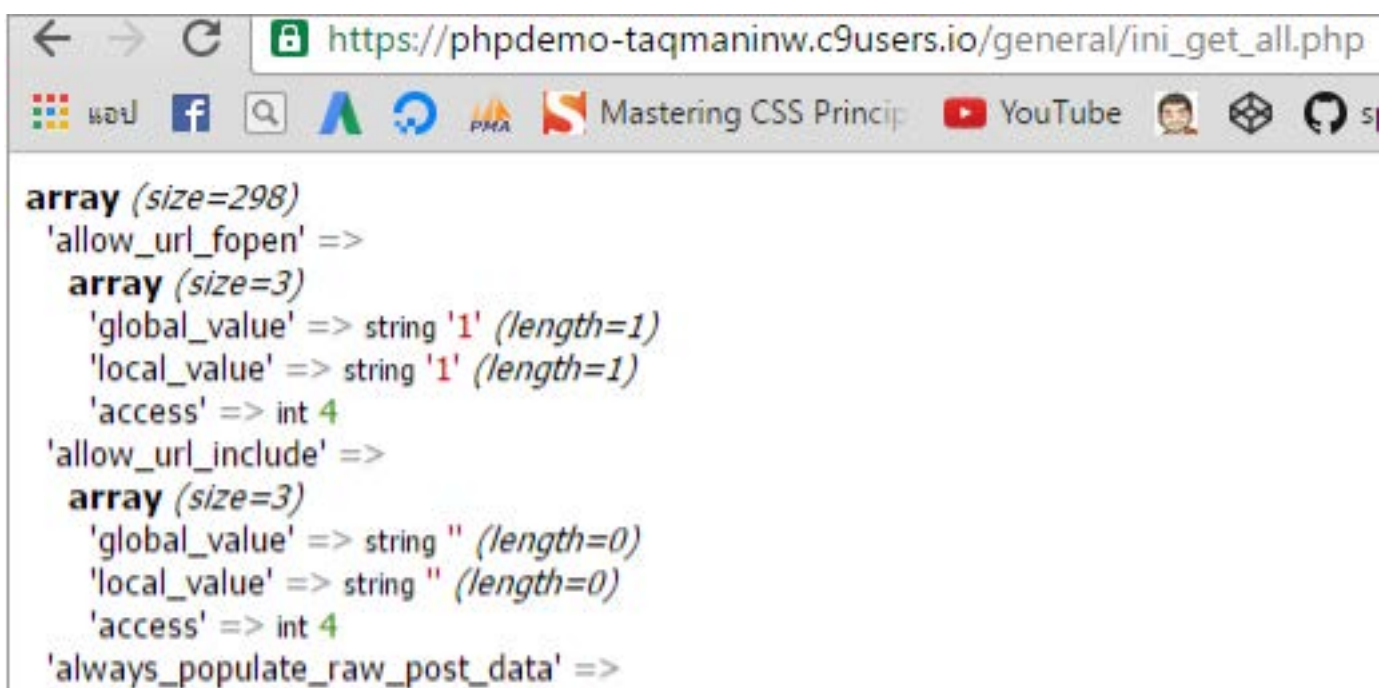 https://phpdemo-taqmaninw.c9users.io/general/ini_get_all.php
แอป PMA Mastering CSS Princip YouTube sp
array (size=298)
'allow_url_fopen' =>
array (size=3)
'global_value' => string '1' (length=1)
'local_value' => string '1' (length=1)
'access' => int 4
'allow_url_include' =>
array (size=3)
'global_value' => string '' (length=0)
'local_value' => string '' (length=0)
'access' => int 4
'always_populate_raw_post_data' =>